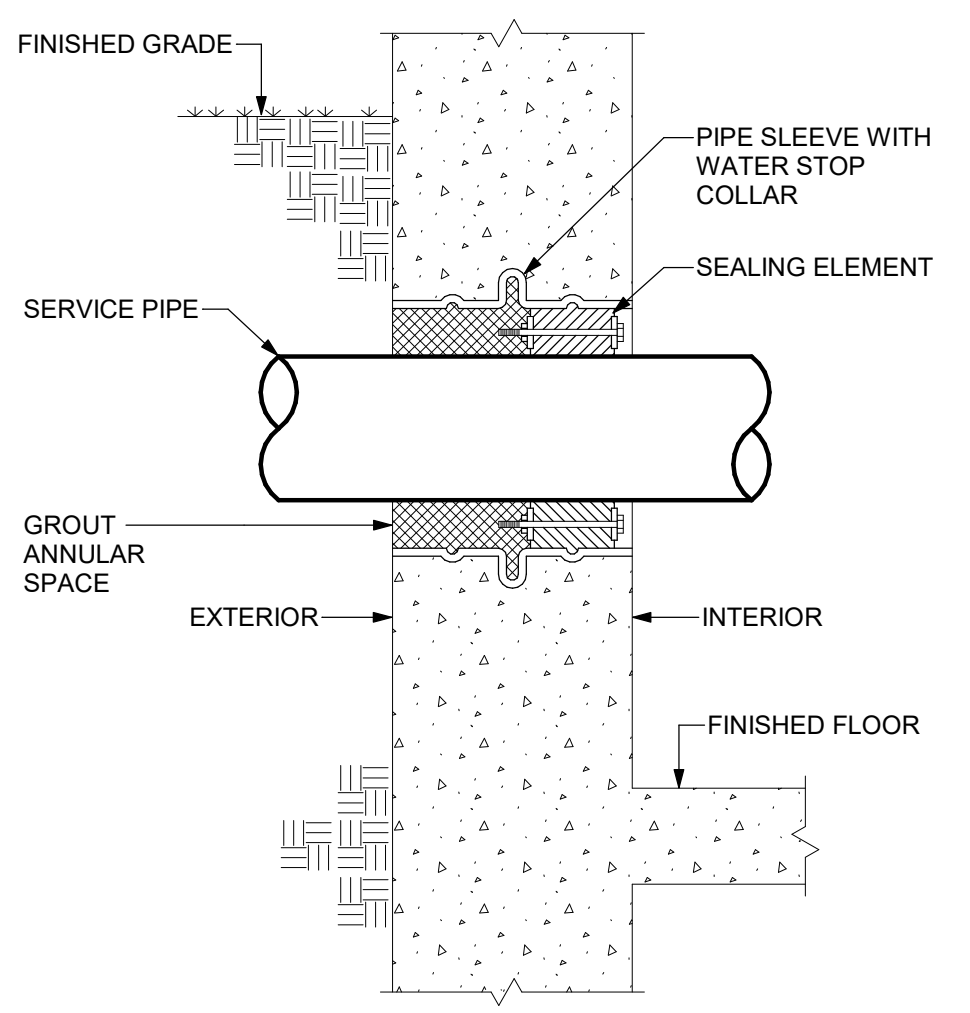 FINISHED GRADE
PIPE SLEEVE WITH
WATER STOP
COLLAR
SEALING ELEMENT
SERVICE PIPE
GROUT
ANNULAR
SPACE
EXTERIOR
INTERIOR
FINISHED FLOOR